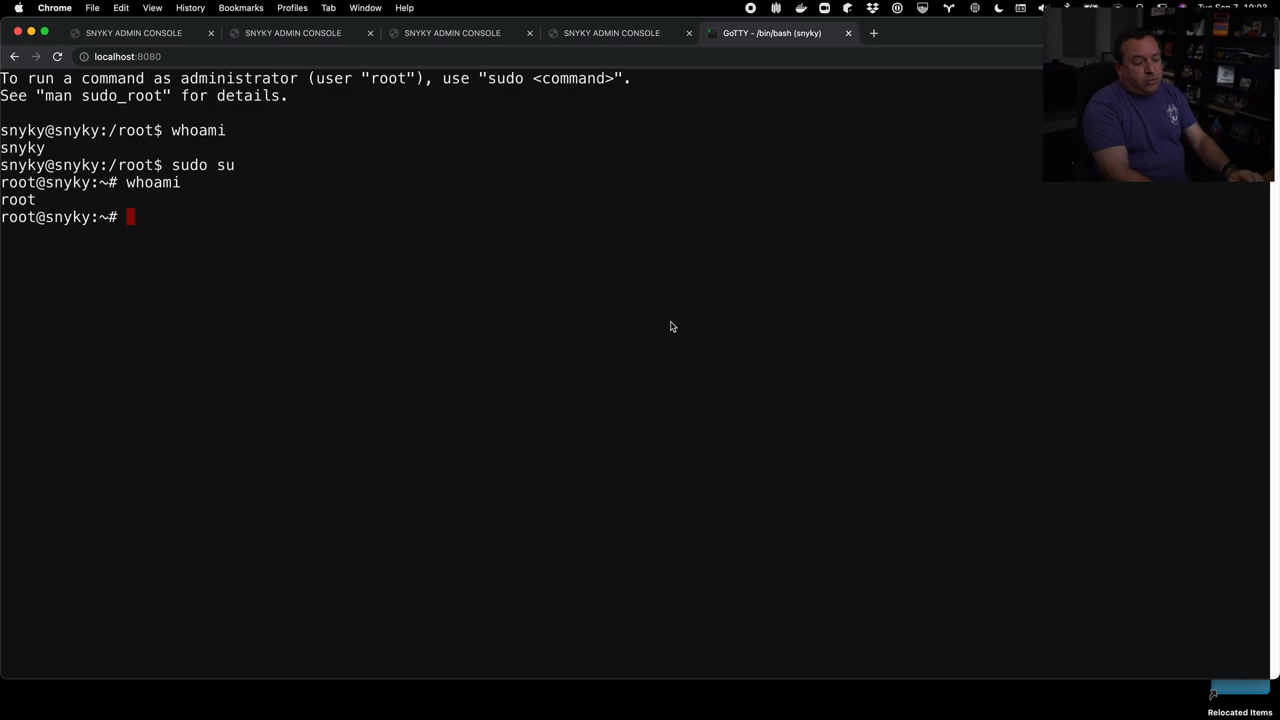 Chrome File Edit View History Bookmarks Profiles Tab Window Help
SNYKY ADMIN CONSOLE SNYKY ADMIN CONSOLE SNYKY ADMIN CONSOLE SNYKY ADMIN CONSOLE GoTTY - /bin/bash (snyky)
localhost:8080
To run a command as administrator (user "root"), use "sudo <command>".
See "man sudo_root" for details.
snyky@snyky:/root$ whoami
snyky
snyky@snyky:/root$ sudo su
root@snyky:~# whoami
root
root@snyky:~#
Relocated Items